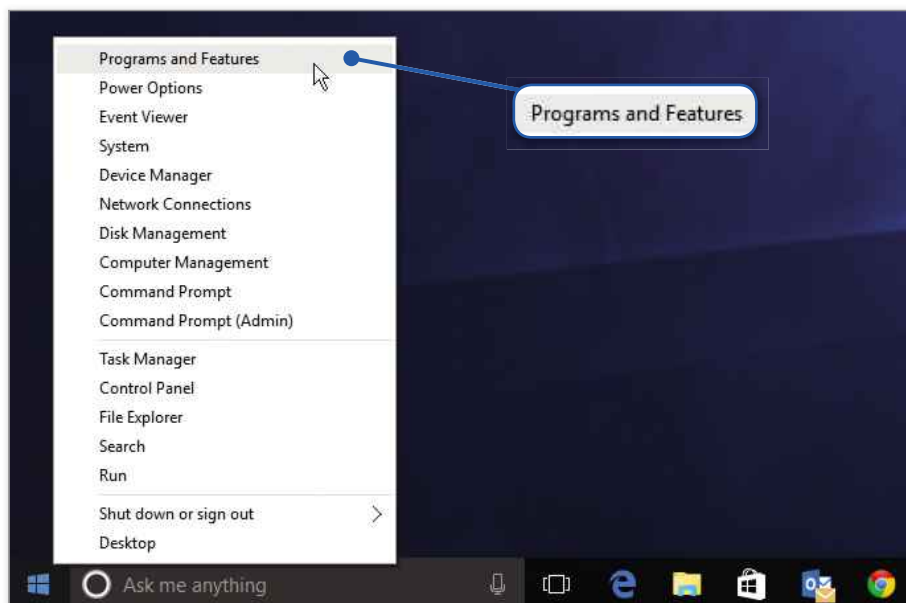 Programs and Features
Programs and Features
Power Options
Event Viewer
System
Device Manager
Network Connections
Disk Management
Computer Management
Command Prompt
Command Prompt (Admin)
Task Manager
Control Panel
File Explorer
Search
Run
Shut down or sign out
Desktop
Ask me anything